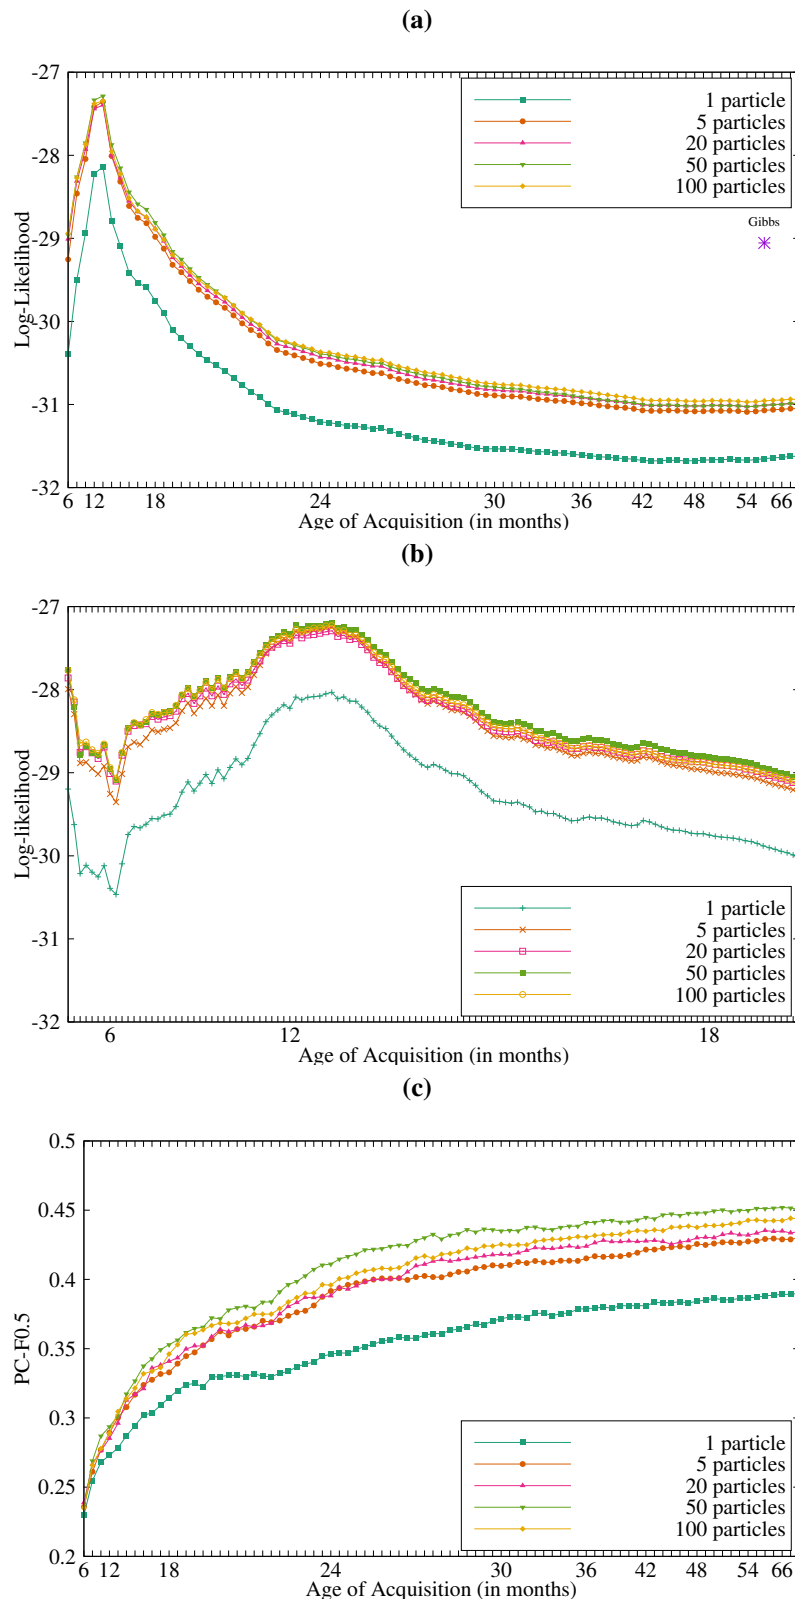 (a)
-27
-28
-29
-30
-31
-32
Log-Likelihood
1 particle
5 particles
20 particles
50 particles
100 particles
Gibbs
6 12 18 24 30 36 42 48 54 66
Age of Acquisition (in months)
(b)
-27
-28
-29
-30
-31
-32
Log-likelihood
1 particle
5 particles
20 particles
50 particles
100 particles
6 12 18
Age of Acquisition (in months)
(c)
0.5
0.45
0.4
0.35
0.3
0.25
0.2
PC-F0.5
1 particle
5 particles
20 particles
50 particles
100 particles
6 12 18 24 30 36 42 48 54 66
Age of Acquisition (in months)